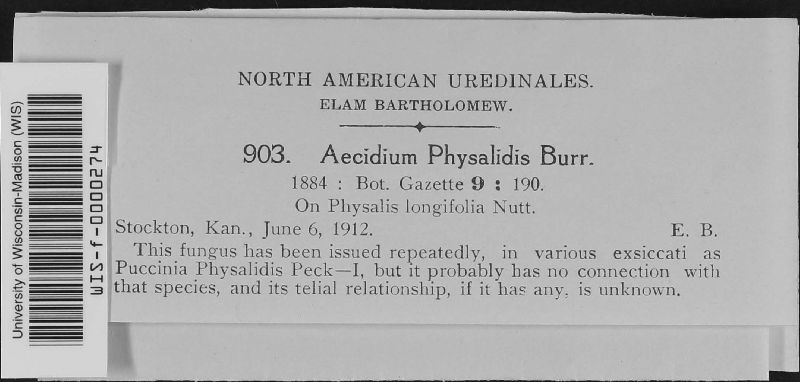 NORTH AMERICAN UREDINALES.
ELAM BARTHOLOMEW.
903. Aecidium Physalidis Burr.
1884 : Bot. Gazette 9 : 190.
On Physalis longifolia Nutt.
Stockton, Kan., June 6, 1912. E. B.
This fungus has been issued repeatedly, in various exsiccati as
Puccinia Physalidis Peck—I, but it probably has no connection with
that species, and its telial relationship, if it has any, is unknown.
University of Wisconsin-Madison (WIS)
WIS-f-0000274